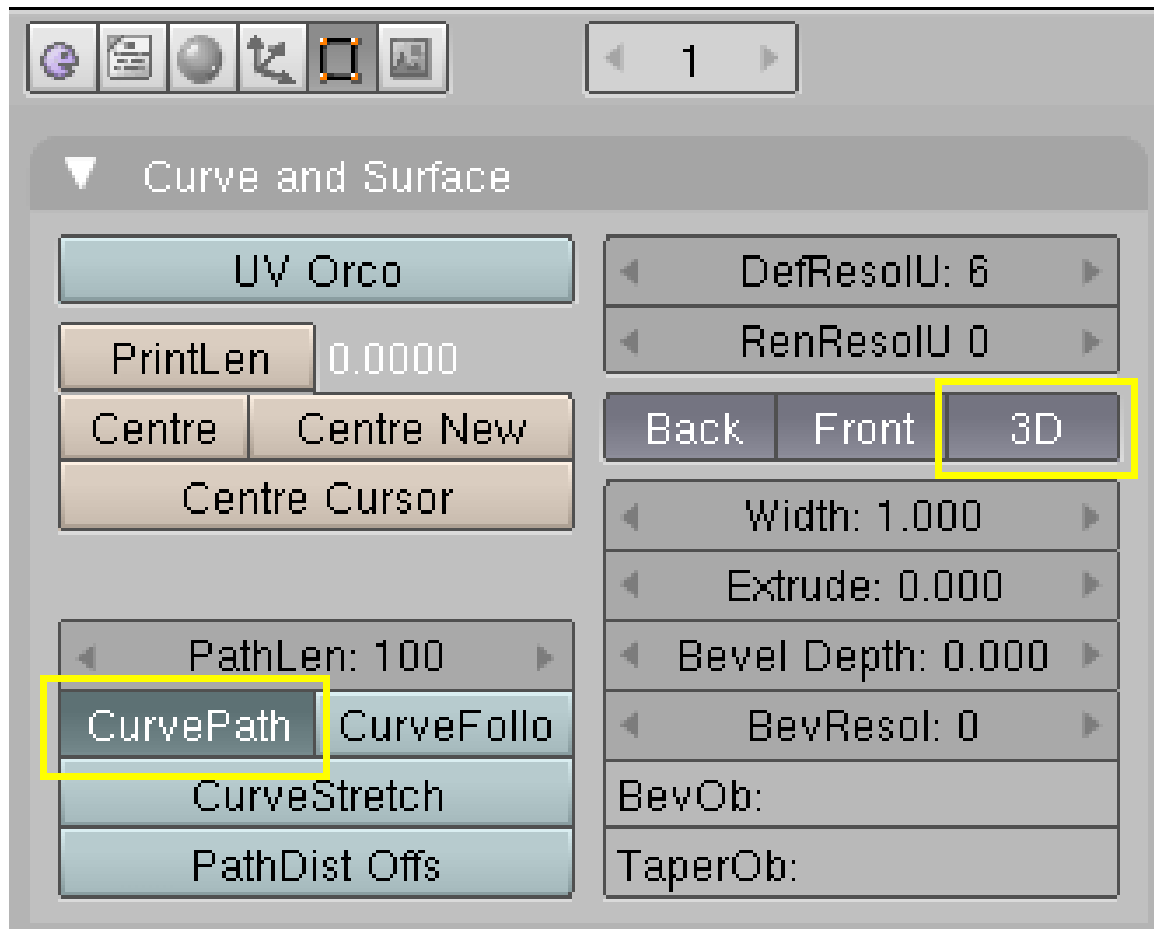 1
Curve and Surface
UV Orco
PrintLen 0.0000
Centre Centre New
Centre Cursor
PathLen: 100
CurvePath CurveFollo
CurveStretch
PathDist Offs
DefResolU: 6
RenResolU 0
Back Front 3D
Width: 1.000
Extrude: 0.000
Bevel Depth: 0.000
BevResol: 0
BevOb:
TaperOb: